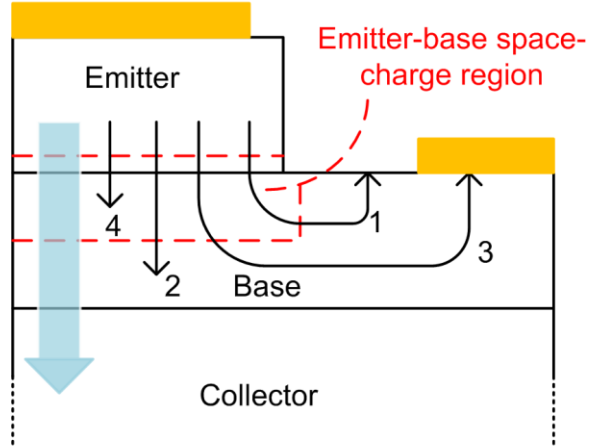 Emitter-base space-
charge region
Emitter
4
1
2
3
Base
Collector